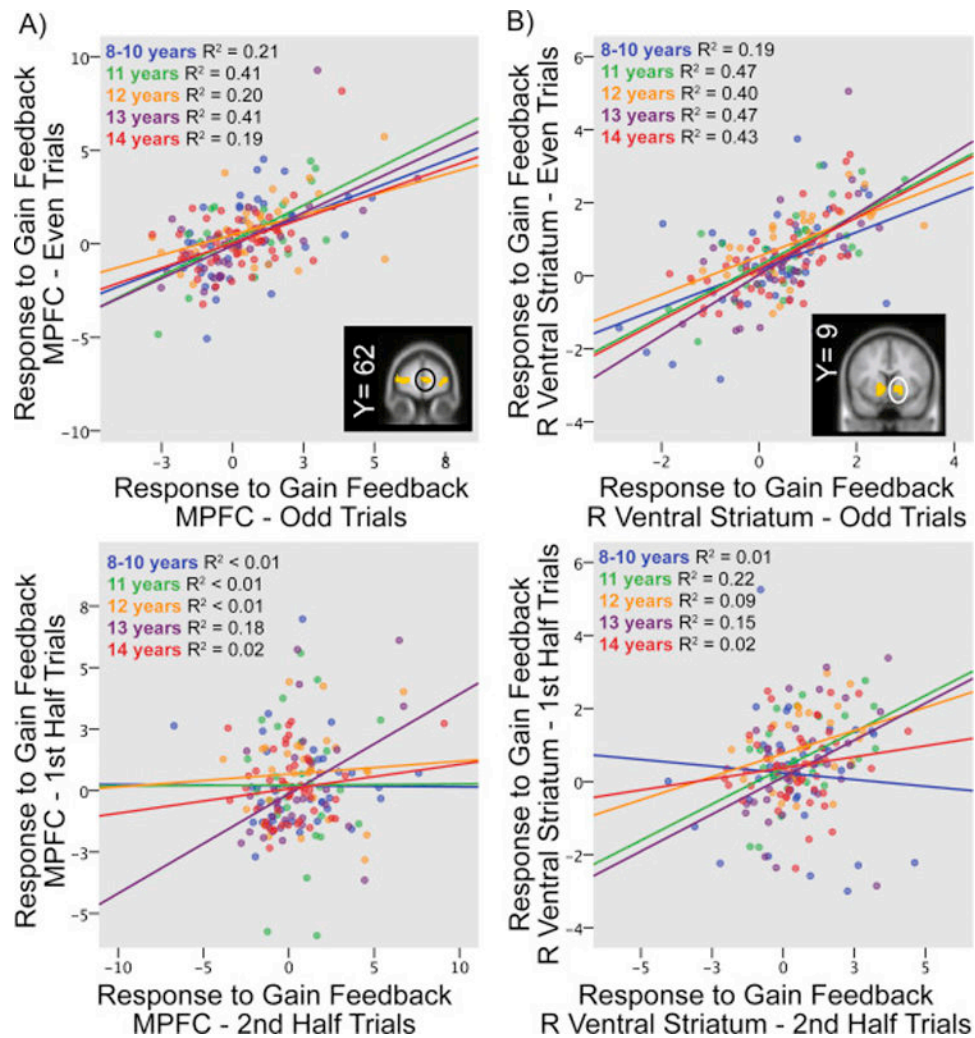 A)
8-10 years R² = 0.21
11 years R² = 0.41
12 years R² = 0.20
13 years R² = 0.41
14 years R² = 0.19
Response to Gain Feedback
MPFC - Even Trials
10
5
0
-5
-10
Y= 62
-3 0 3 5 8
Response to Gain Feedback
MPFC - Odd Trials
B)
8-10 years R² = 0.19
11 years R² = 0.47
12 years R² = 0.40
13 years R² = 0.47
14 years R² = 0.43
Response to Gain Feedback
R Ventral Striatum - Even Trials
6
4
2
0
-2
-4
Y= 9
-2 0 2 4
Response to Gain Feedback
R Ventral Striatum - Odd Trials
8-10 years R² < 0.01
11 years R² < 0.01
12 years R² < 0.01
13 years R² = 0.18
14 years R² = 0.02
Response to Gain Feedback
MPFC - 1st Half Trials
8
5
3
0
-3
-5
-10 -5 0 5 10
Response to Gain Feedback
MPFC - 2nd Half Trials
8-10 years R² = 0.01
11 years R² = 0.22
12 years R² = 0.09
13 years R² = 0.15
14 years R² = 0.02
Response to Gain Feedback
R Ventral Striatum - 1st Half Trials
6
4
2
0
-2
-4
-5 -3 0 3 5
Response to Gain Feedback
R Ventral Striatum - 2nd Half Trials